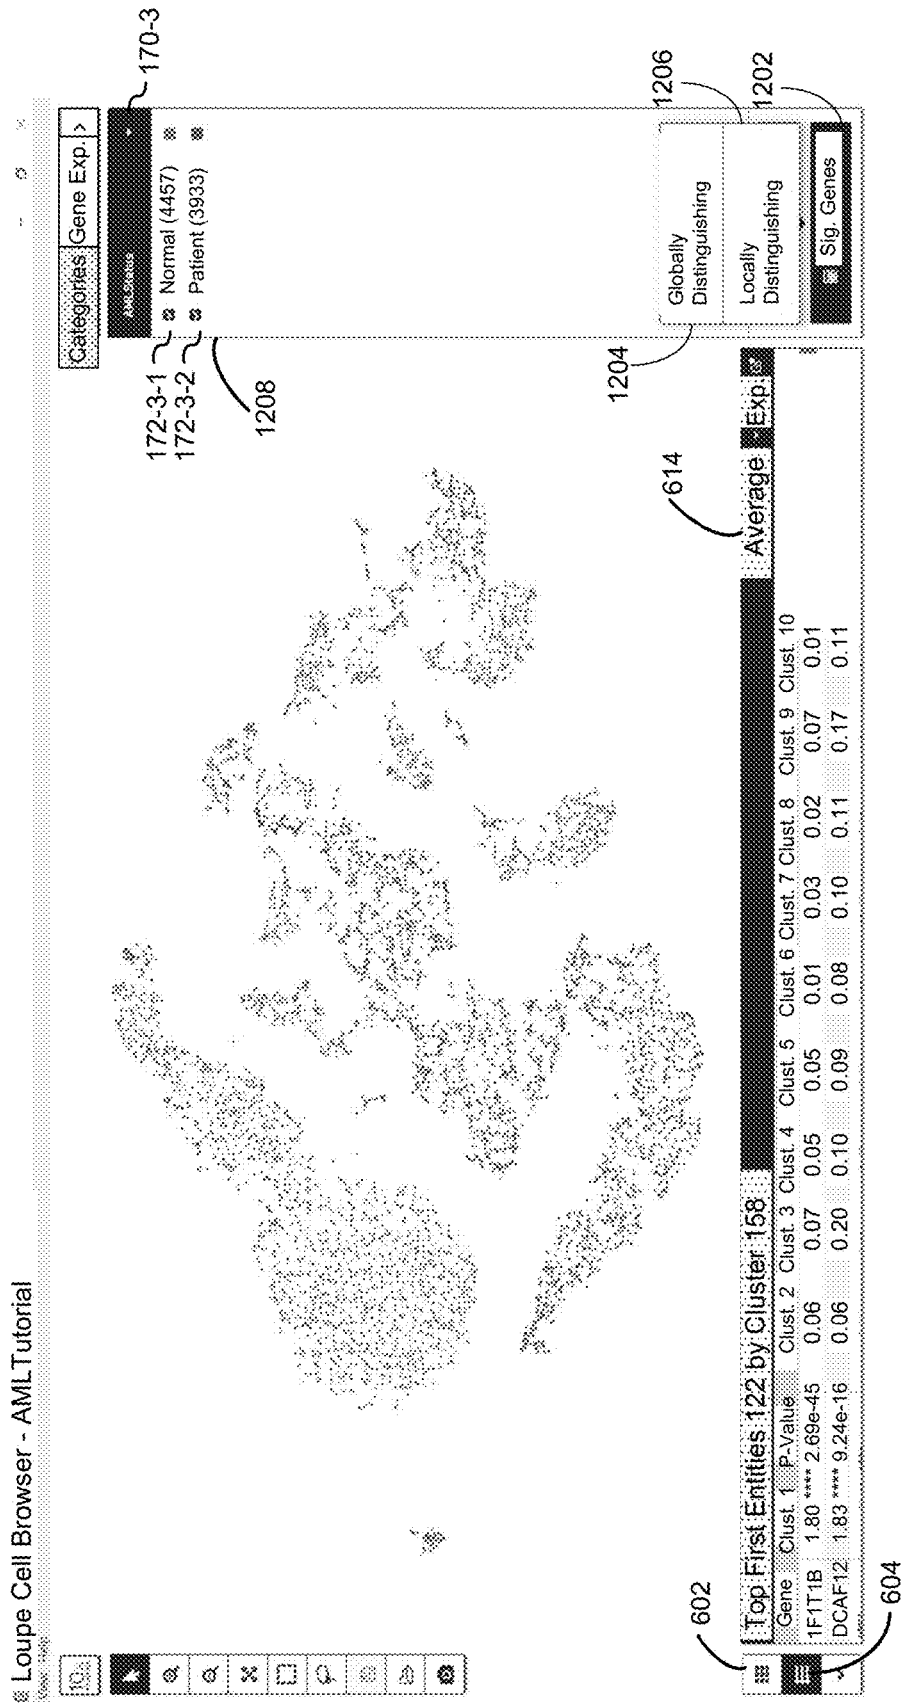 Loupe Cell Browser - AMLTutorial
Categories Gene Exp. >
170-3
Normal (4457)
Patient (3933)
172-3-1
172-3-2
1208
Globally
Distinguishing
Locally
Distinguishing
Sig. Genes
1204
1206
1202
614
602
604
Top First Entities 122 by Cluster 158
Average
Exp.
Gene Clust. 1 P-Value Clust. 2 Clust. 3 Clust. 4 Clust. 5 Clust. 6 Clust. 7 Clust. 8 Clust. 9 Clust. 10
1F1T1B 1.80 **** 2.69e-45 0.06 0.07 0.05 0.05 0.01 0.03 0.02 0.07 0.01
DCAF12 1.83 **** 9.24e-16 0.06 0.20 0.10 0.09 0.08 0.10 0.11 0.17 0.11